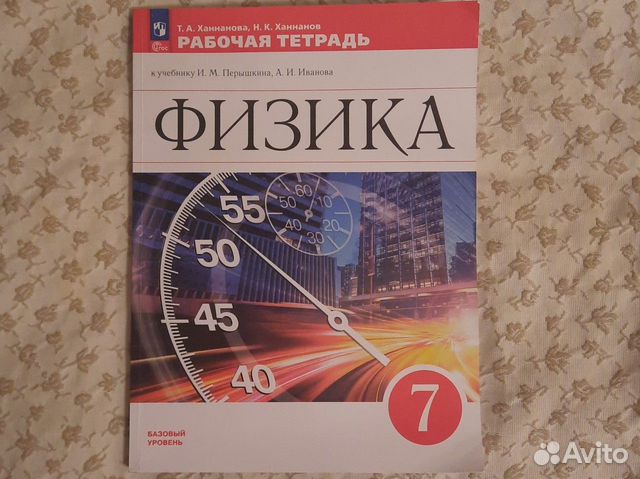 Т. А. Ханнанова, Н. К. Ханнанов
РАБОЧАЯ ТЕТРАДЬ
к учебнику И. М. Перышкина, А. И. Иванова
ФИЗИКА
60
50 10
40 20
30
55
50
45
40
7
БАЗОВЫЙ
УРОВЕНЬ
Avito